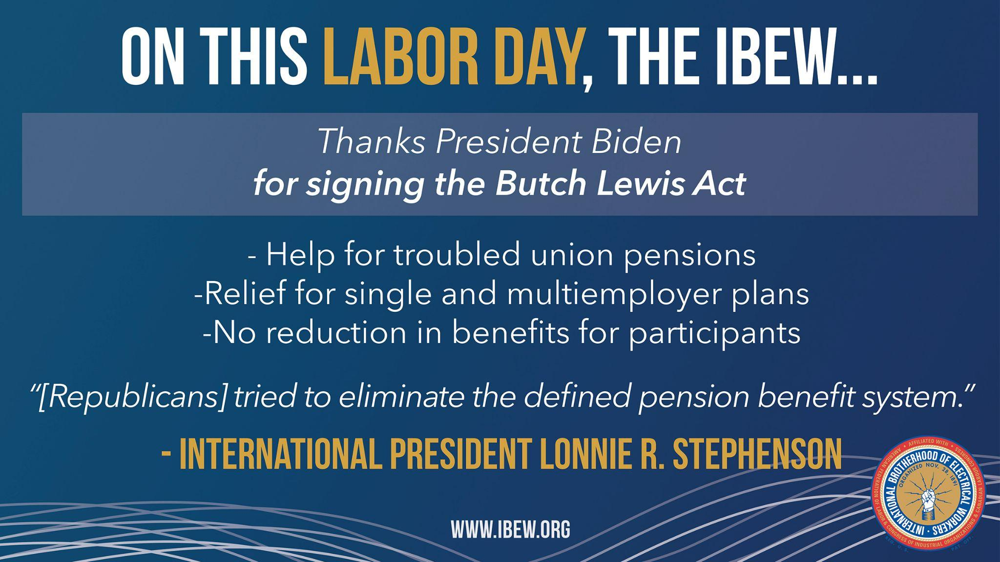 ON THIS LABOR DAY, THE IBEW...
Thanks President Biden
for signing the Butch Lewis Act
- Help for troubled union pensions
-Relief for single and multiemployer plans
-No reduction in benefits for participants
“[Republicans] tried to eliminate the defined pension benefit system.”
- INTERNATIONAL PRESIDENT LONNIE R. STEPHENSON
WWW.IBEW.ORG
• AFFILIATED WITH •
AMERICAN FEDERATION OF LABOR & CONGRESS OF INDUSTRIAL ORGANIZATIONS & CANADIAN LABOUR CONGRESS
INTERNATIONAL BROTHERHOOD OF ELECTRICAL WORKERS •
ORGANIZED NOV. 28, 1891
REG. U.S. PAT. OFF.